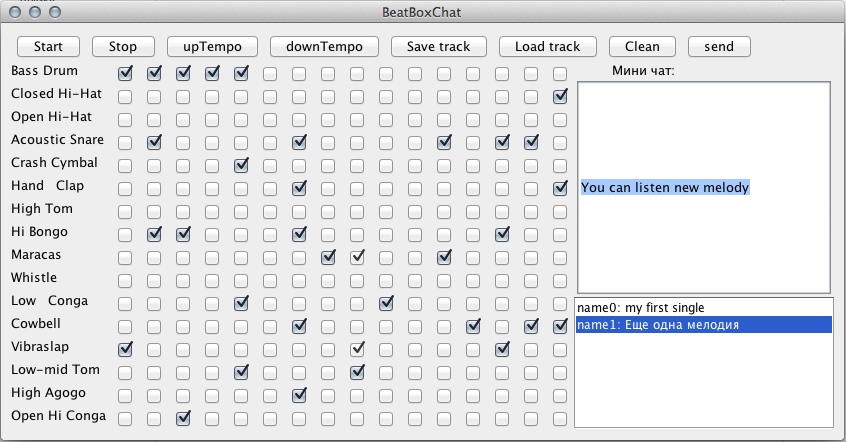 BeatBoxChat
Start Stop upTempo downTempo Save track Load track Clean send
Bass Drum
Мини чат:
Closed Hi-Hat
Open Hi-Hat
Acoustic Snare
Crash Cymbal
Hand Clap
You can listen new melody
High Tom
Hi Bongo
Maracas
Whistle
Low Conga
name0: my first single
Cowbell
name1: Еще одна мелодия
Vibraslap
Low-mid Tom
High Agogo
Open Hi Conga